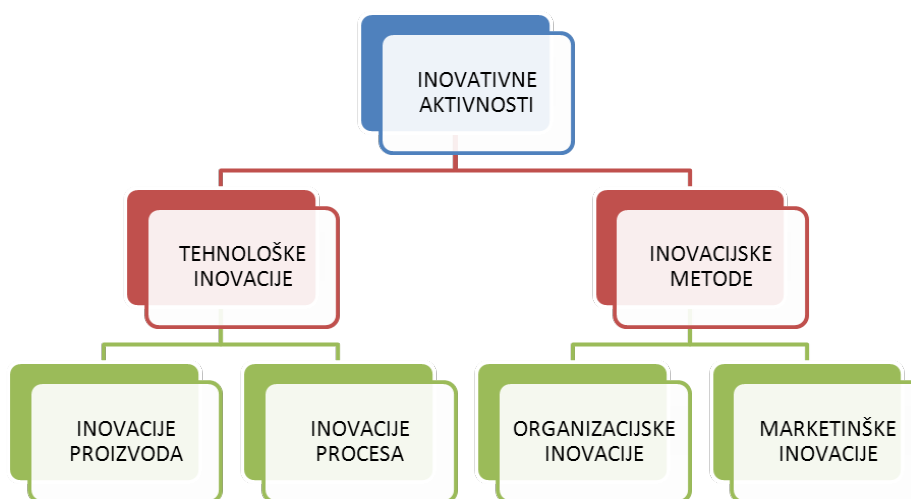 INOVATIVNE
AKTIVNOSTI
TEHNOLOŠKE
INOVACIJE
INOVACIJSKE
METODE
INOVACIJE
PROIZVODA
INOVACIJE
PROCESA
ORGANIZACIJSKE
INOVACIJE
MARKETINŠKE
INOVACIJE